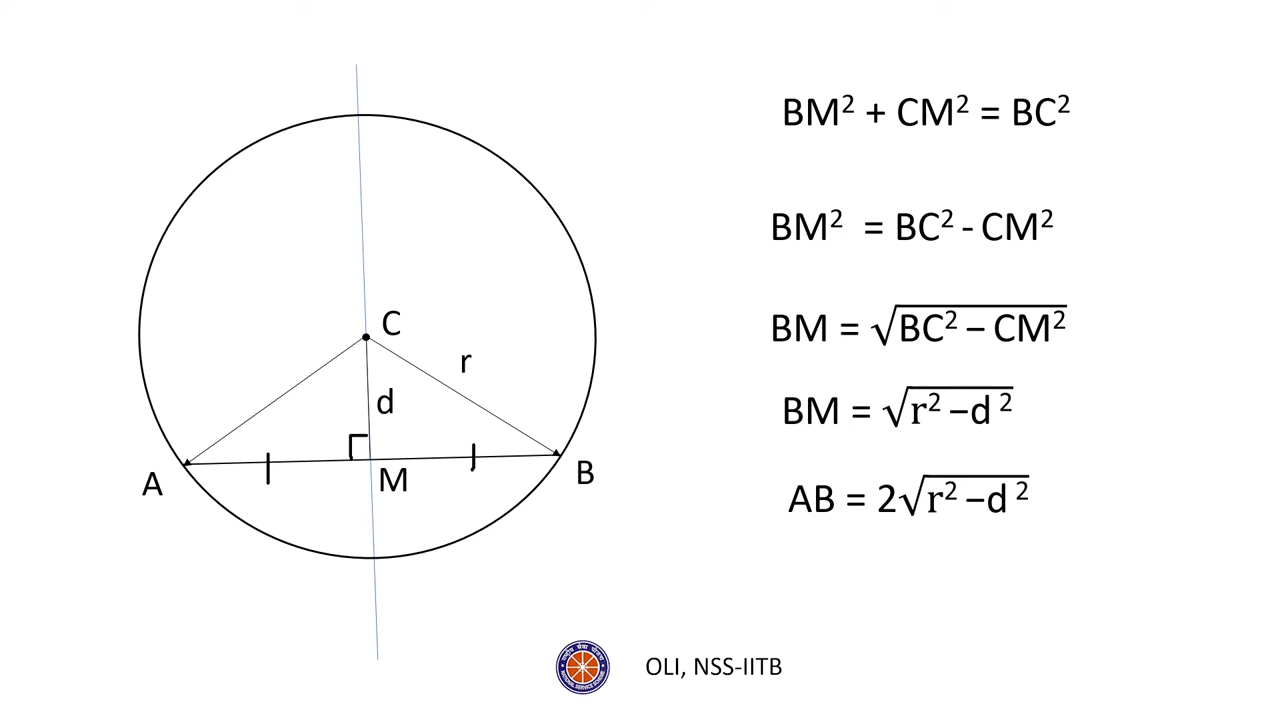 BM² + CM² = BC²
BM² = BC² - CM²
BM = √BC² – CM²
BM = √r² –d ²
AB = 2√r² –d ²
C
r
d
A
M
B
OLI, NSS-IITB